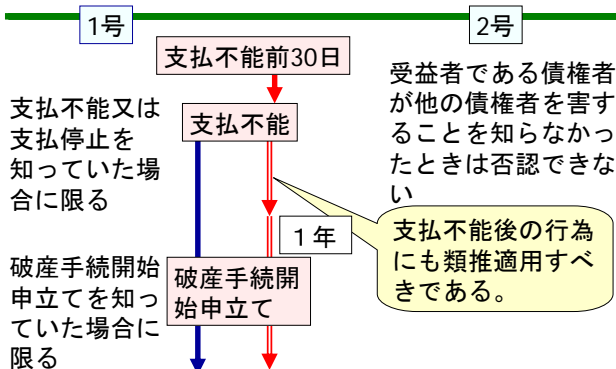 1号
2号
支払不能前30日
支払不能又は
支払停止を
知っていた場
合に限る
支払不能
受益者である債権者
が他の債権者を害す
ることを知らなかっ
たときは否認できな
い
１年
支払不能後の行為
にも類推適用すべ
きである。
破産手続開始
申立てを知っ
ていた場合に
限る
破産手続開
始申立て